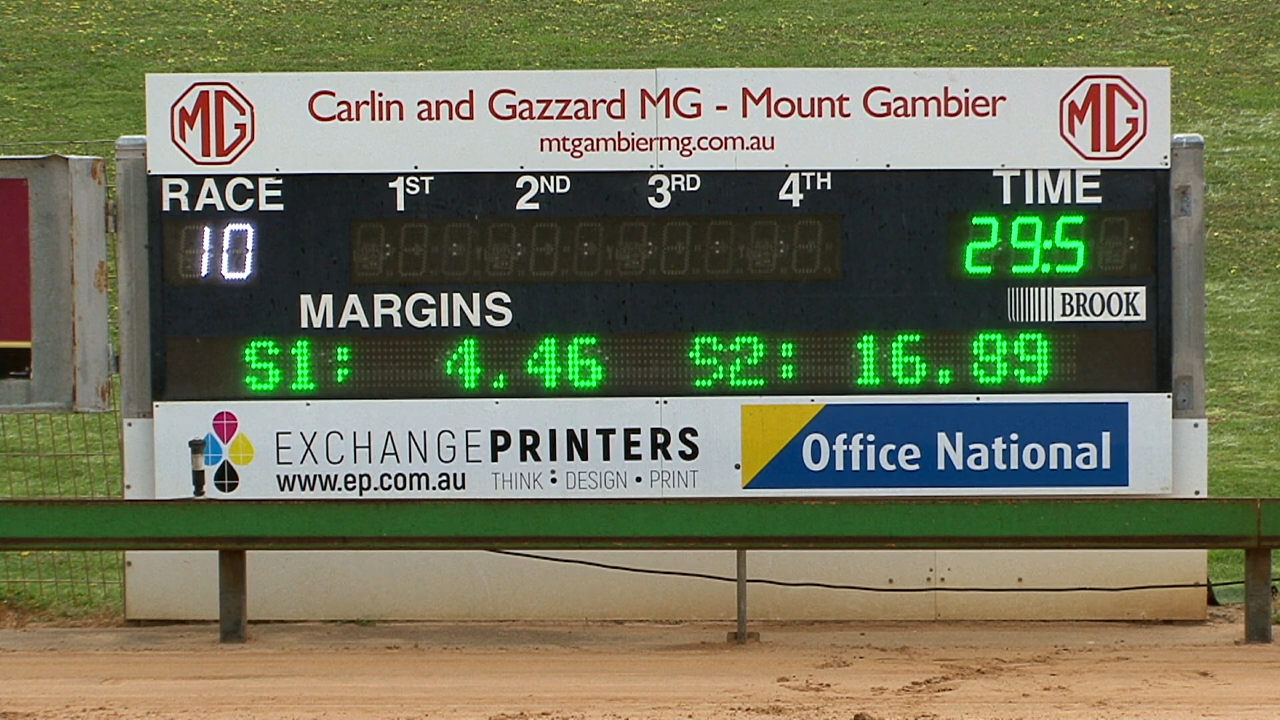 MG Carlin and Gazzard MG - Mount Gambier MG
mtgambiermg.com.au
RACE 1ST 2ND 3RD 4TH TIME
10 29:5
MARGINS BROOK
S1: 4.46 S2: 16.89
EXCHANGEPRINTERS
www.ep.com.au THINK : DESIGN • PRINT
Office National